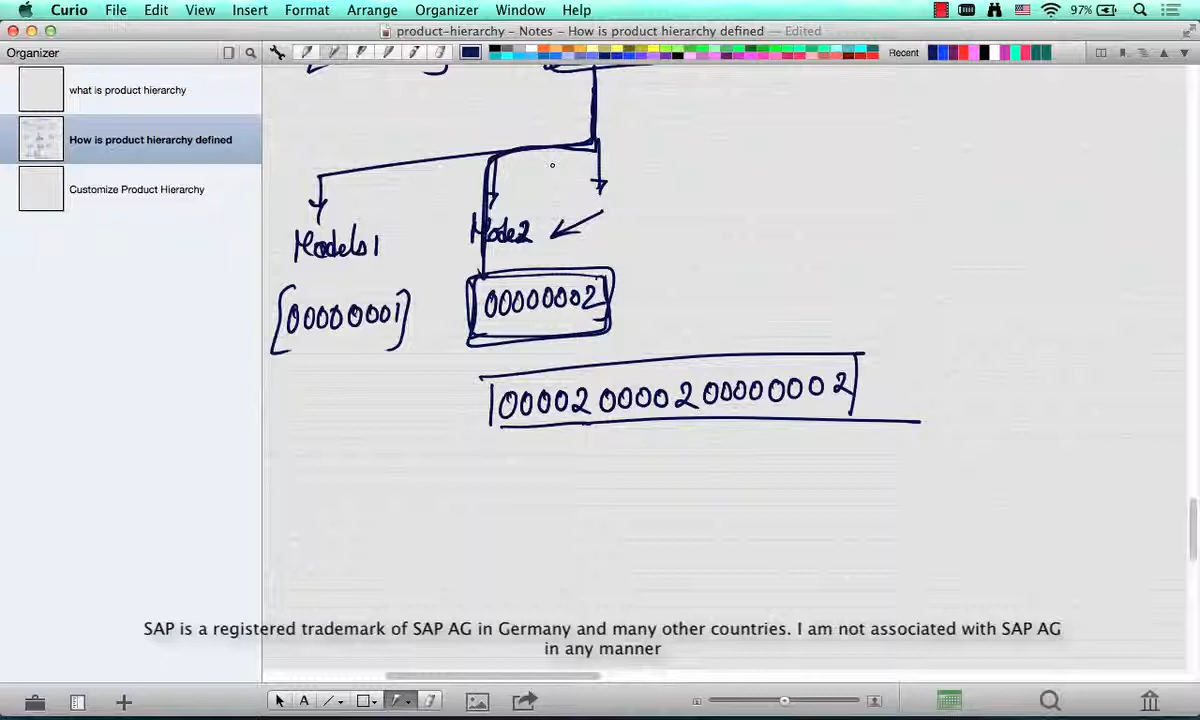 Curio File Edit View Insert Format Arrange Organizer Window Help 97%
product-hierarchy – Notes – How is product hierarchy defined — Edited
Organizer
Recent
what is product hierarchy
How is product hierarchy defined
Customize Product Hierarchy
Models1
Mode2
[00000001]
00000002
00002 00002 00000002
SAP is a registered trademark of SAP AG in Germany and many other countries. I am not associated with SAP AG
in any manner
A